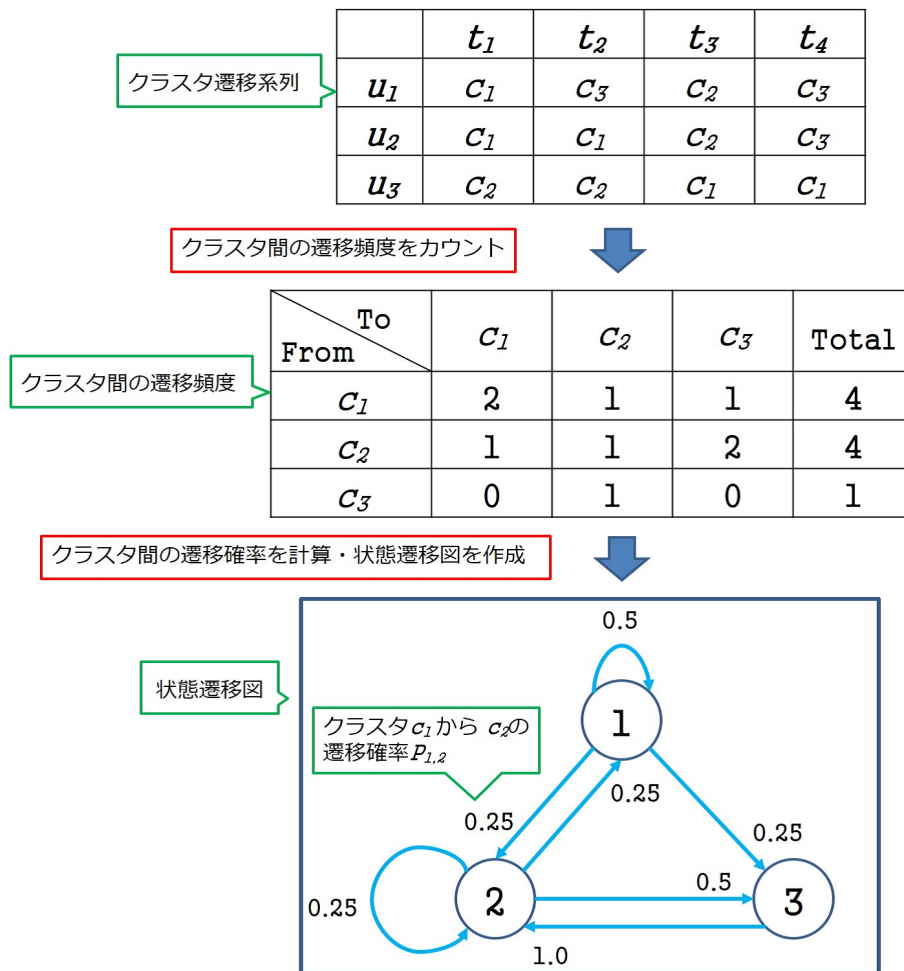 t₁ t₂ t₃ t₄
クラスタ遷移系列
u₁ c₁ c₃ c₂ c₃
u₂ c₁ c₁ c₂ c₃
u₃ c₂ c₂ c₁ c₁
クラスタ間の遷移頻度をカウント
To
From
c₁ c₂ c₃ Total
クラスタ間の遷移頻度
c₁ 2 1 1 4
c₂ 1 1 2 4
c₃ 0 1 0 1
クラスタ間の遷移確率を計算・状態遷移図を作成
状態遷移図
0.5
1
クラスタc₁から c₂の
遷移確率P₁,₂
0.25
0.25
0.25
0.25
2
0.5
3
1.0